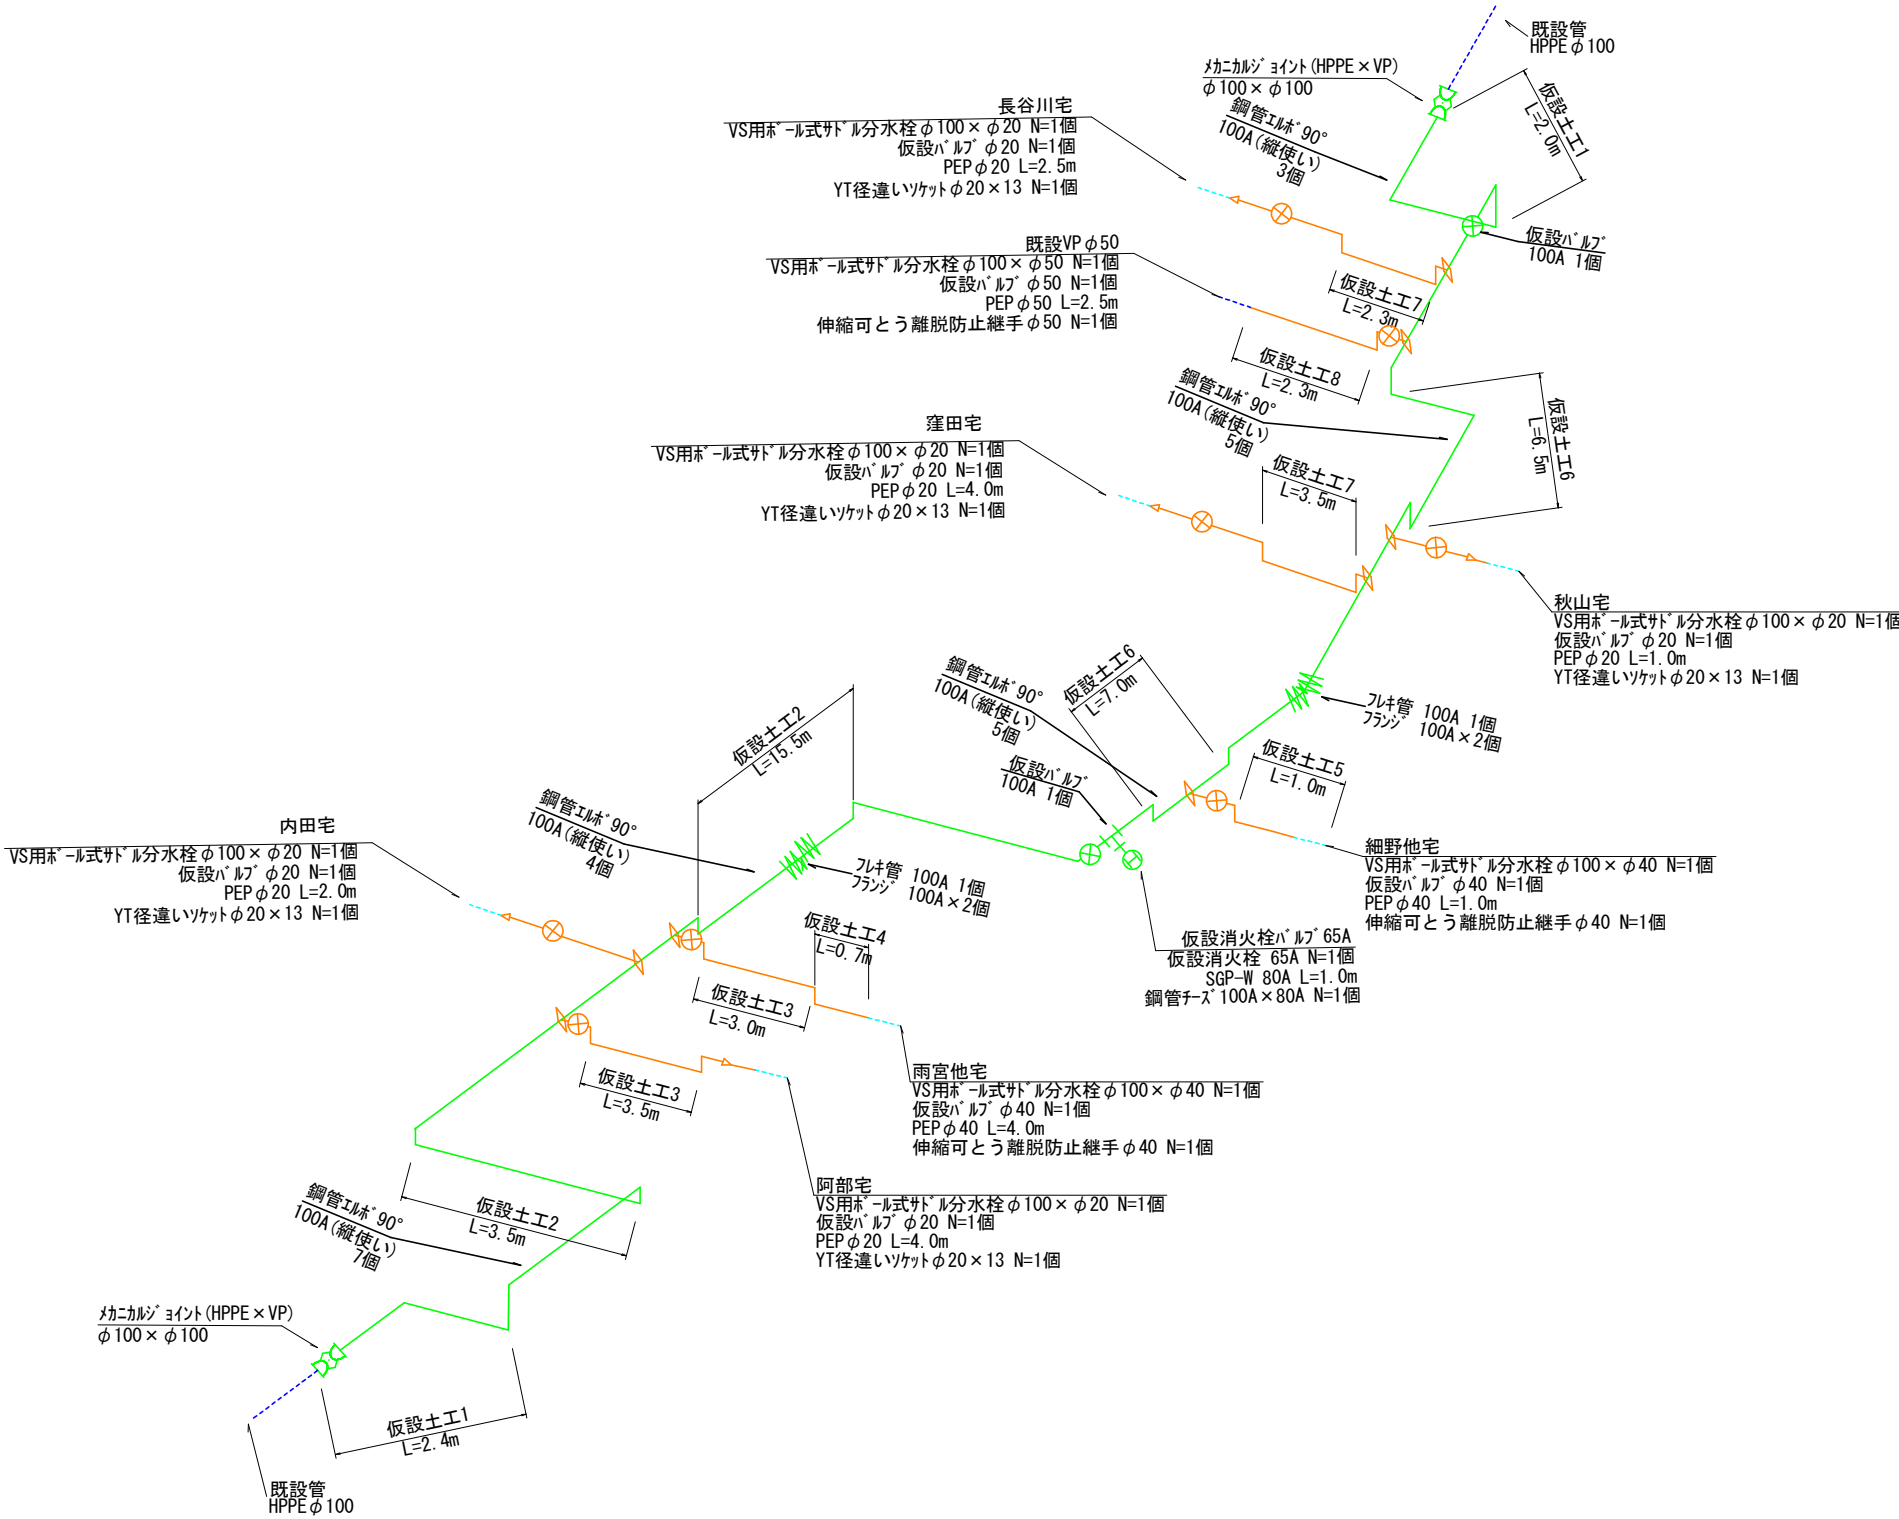 既設管
HPPEφ100
ﾒｶﾆｶﾙｼﾞｮｲﾝﾄ(HPPE×VP)
φ100×φ100
仮設土工1
L=2.0m
鋼管ｴﾙﾎﾞ90°
100A(縦使い)
3個
長谷川宅
VS用ﾎﾞｰﾙ式ｻﾄﾞﾙ分水栓φ100×φ20 N=1個
仮設ﾊﾞﾙﾌﾞφ20 N=1個
PEPφ20 L=2.5m
YT径違いｿｹｯﾄφ20×13 N=1個
仮設ﾊﾞﾙﾌﾞ
100A 1個
既設VPφ50
VS用ﾎﾞｰﾙ式ｻﾄﾞﾙ分水栓φ100×φ50 N=1個
仮設ﾊﾞﾙﾌﾞφ50 N=1個
PEPφ50 L=2.5m
伸縮可とう離脱防止継手φ50 N=1個
仮設土工7
L=2.3m
仮設土工8
L=2.3m
鋼管ｴﾙﾎﾞ90°
100A(縦使い)
5個
仮設土工6
L=6.5m
窪田宅
VS用ﾎﾞｰﾙ式ｻﾄﾞﾙ分水栓φ100×φ20 N=1個
仮設ﾊﾞﾙﾌﾞφ20 N=1個
PEPφ20 L=4.0m
YT径違いｿｹｯﾄφ20×13 N=1個
仮設土工7
L=3.5m
秋山宅
VS用ﾎﾞｰﾙ式ｻﾄﾞﾙ分水栓φ100×φ20 N=1個
仮設ﾊﾞﾙﾌﾞφ20 N=1個
PEPφ20 L=1.0m
YT径違いｿｹｯﾄφ20×13 N=1個
仮設土工6
L=7.0m
鋼管ｴﾙﾎﾞ90°
100A(縦使い)
5個
ﾌﾚｷ管 100A 1個
ﾌﾗﾝｼﾞ 100A×2個
仮設土工2
L=15.5m
仮設ﾊﾞﾙﾌﾞ
100A 1個
仮設土工5
L=1.0m
鋼管ｴﾙﾎﾞ90°
100A(縦使い)
4個
内田宅
VS用ﾎﾞｰﾙ式ｻﾄﾞﾙ分水栓φ100×φ20 N=1個
仮設ﾊﾞﾙﾌﾞφ20 N=1個
PEPφ20 L=2.0m
YT径違いｿｹｯﾄφ20×13 N=1個
ﾌﾚｷ管 100A 1個
ﾌﾗﾝｼﾞ 100A×2個
細野他宅
VS用ﾎﾞｰﾙ式ｻﾄﾞﾙ分水栓φ100×φ40 N=1個
仮設ﾊﾞﾙﾌﾞφ40 N=1個
PEPφ40 L=1.0m
伸縮可とう離脱防止継手φ40 N=1個
仮設土工4
L=0.7m
仮設消火栓ﾊﾞﾙﾌﾞ65A
仮設消火栓 65A N=1個
SGP-W 80A L=1.0m
鋼管ﾁｰｽﾞ100A×80A N=1個
仮設土工3
L=3.0m
仮設土工3
L=3.5m
雨宮他宅
VS用ﾎﾞｰﾙ式ｻﾄﾞﾙ分水栓φ100×φ40 N=1個
仮設ﾊﾞﾙﾌﾞφ40 N=1個
PEPφ40 L=4.0m
伸縮可とう離脱防止継手φ40 N=1個
阿部宅
VS用ﾎﾞｰﾙ式ｻﾄﾞﾙ分水栓φ100×φ20 N=1個
仮設ﾊﾞﾙﾌﾞφ20 N=1個
PEPφ20 L=4.0m
YT径違いｿｹｯﾄφ20×13 N=1個
鋼管ｴﾙﾎﾞ90°
100A(縦使い)
7個
仮設土工2
L=3.5m
ﾒｶﾆｶﾙｼﾞｮｲﾝﾄ(HPPE×VP)
φ100×φ100
仮設土工1
L=2.4m
既設管
HPPEφ100